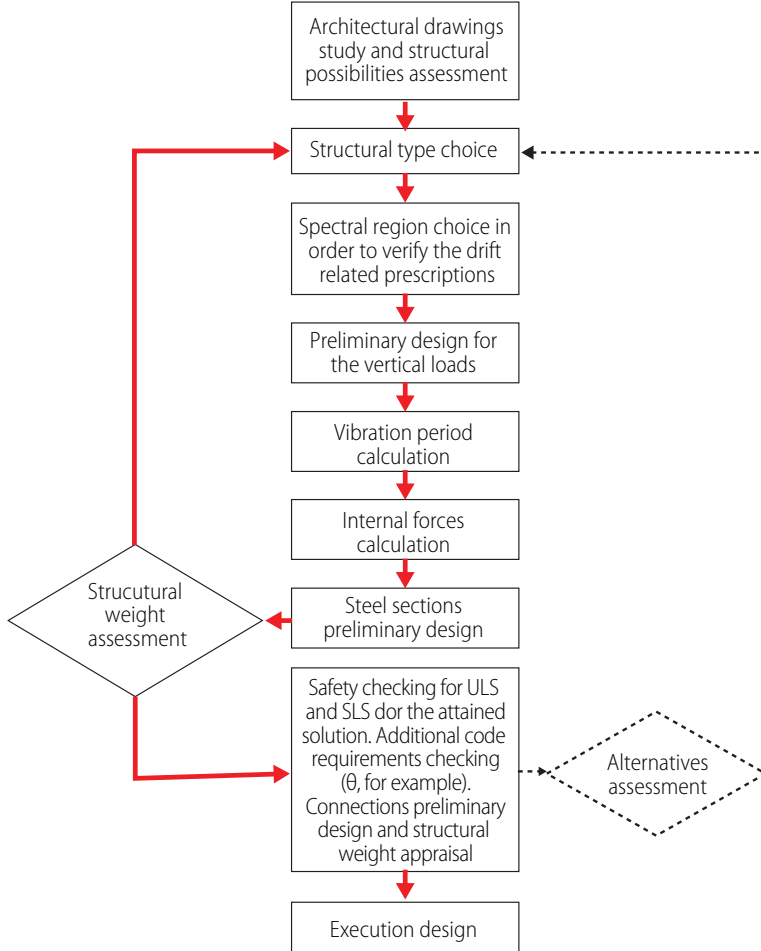 Architectural drawings
study and structural
possibilities assessment
Structural type choice
Spectral region choice in
order to verify the drift
related prescriptions
Preliminary design for
the vertical loads
Vibration period
calculation
Internal forces
calculation
Steel sections
preliminary design
Strucutural
weight
assessment
Safety checking for ULS
and SLS dor the attained
solution. Additional code
requirements checking
(θ, for example).
Connections preliminary
design and structural
weight appraisal
Alternatives
assessment
Execution design